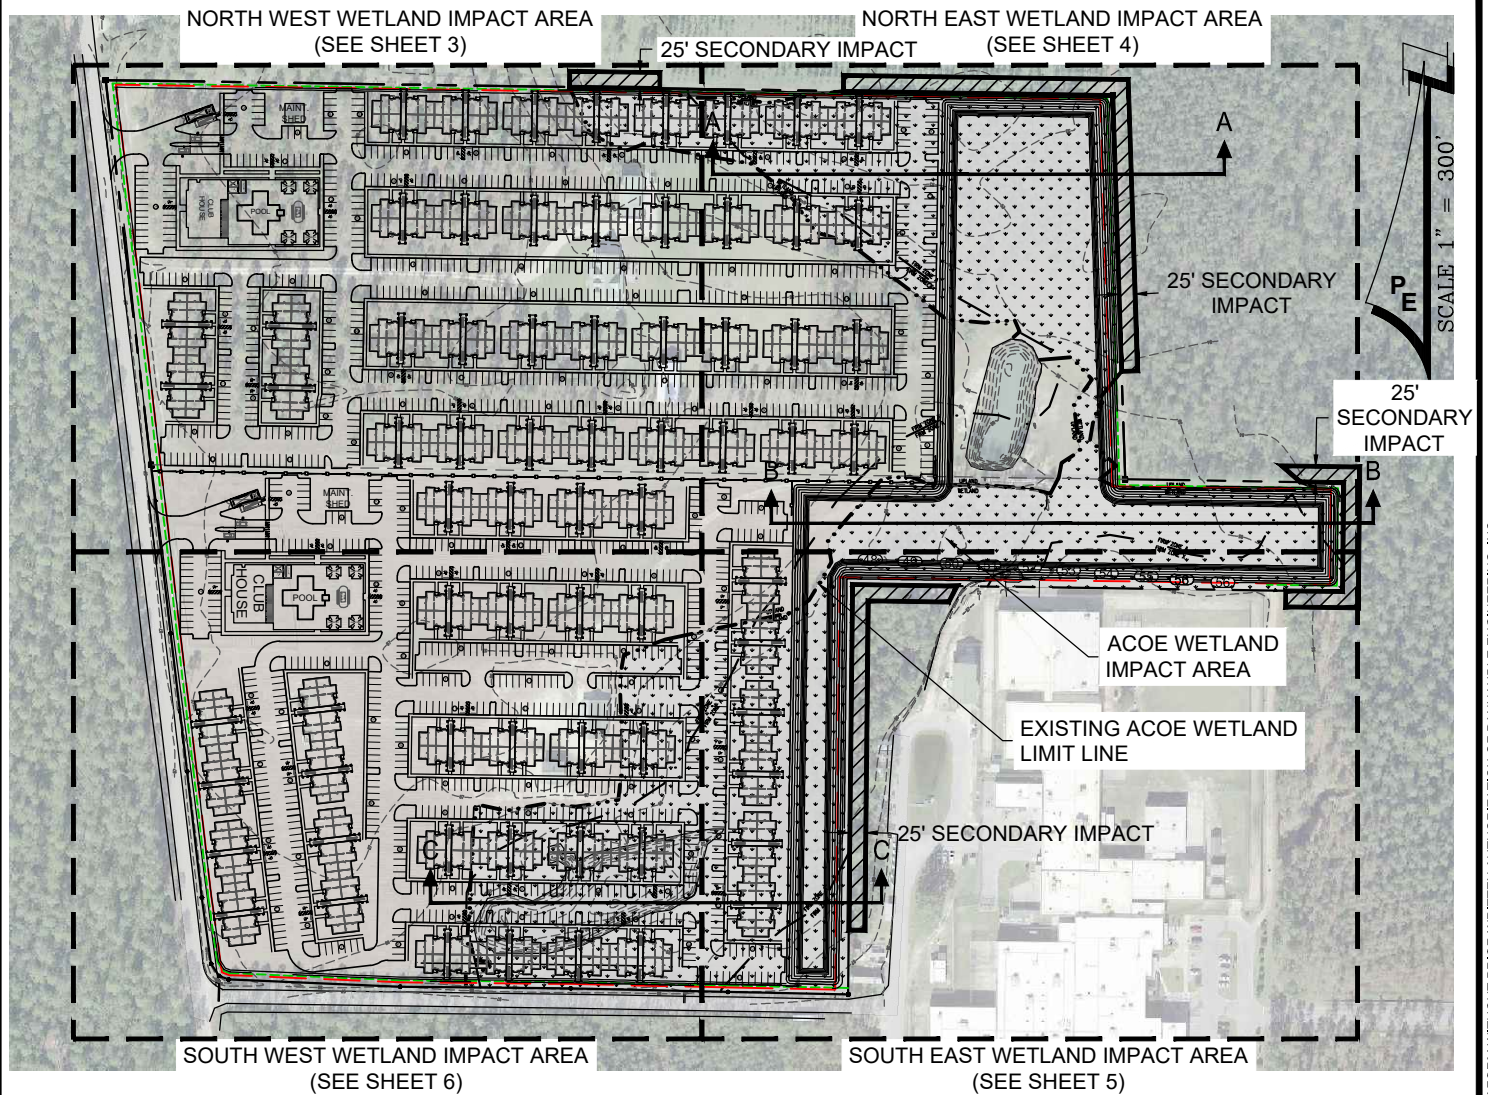 NORTH WEST WETLAND IMPACT AREA
(SEE SHEET 3)
NORTH EAST WETLAND IMPACT AREA
(SEE SHEET 4)
25' SECONDARY IMPACT
MAINT.
SHED
A
A
CLUB
HOUSE
POOL
25' SECONDARY
IMPACT
P
E
SCALE 1" = 300'
25'
SECONDARY
IMPACT
B
B
UPLAND
WETLAND
UPLAND
MAINT.
SHED
CLUB
HOUSE
POOL
ACOE WETLAND
IMPACT AREA
EXISTING ACOE WETLAND
LIMIT LINE
25' SECONDARY IMPACT
C
C
SOUTH WEST WETLAND IMPACT AREA
(SEE SHEET 6)
SOUTH EAST WETLAND IMPACT AREA
(SEE SHEET 5)